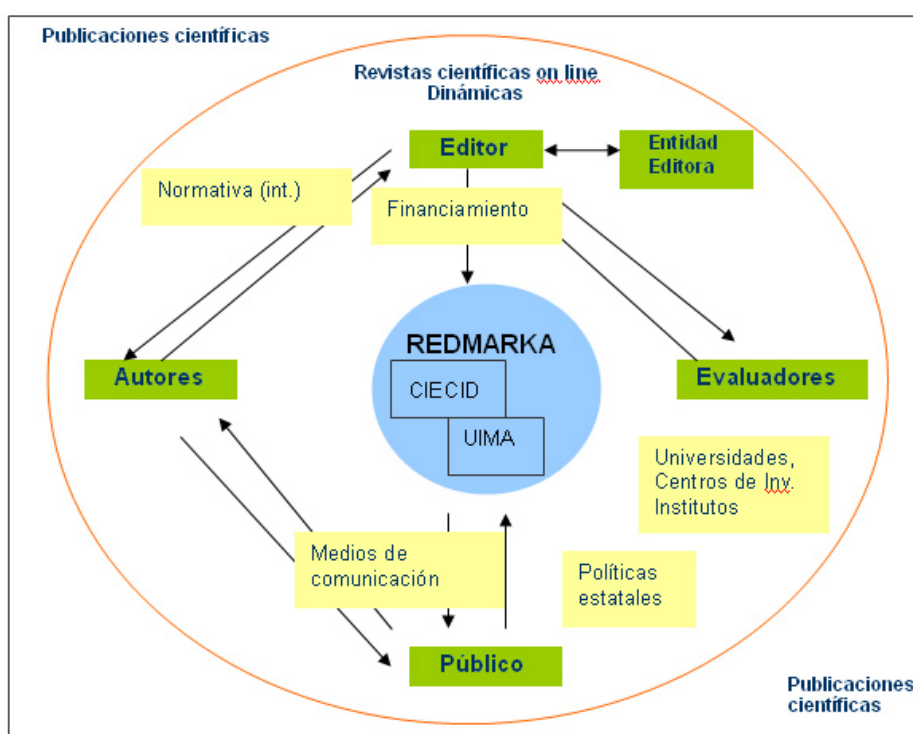 Publicaciones científicas
Revistas científicas on line
Dinámicas
Editor
Entidad
Editora
Normativa (int.)
Financiamiento
REDMARKA
CIECID
UIMA
Autores
Evaluadores
Universidades,
Centros de Inv.
Institutos
Medios de
comunicación
Políticas
estatales
Público
Publicaciones
científicas